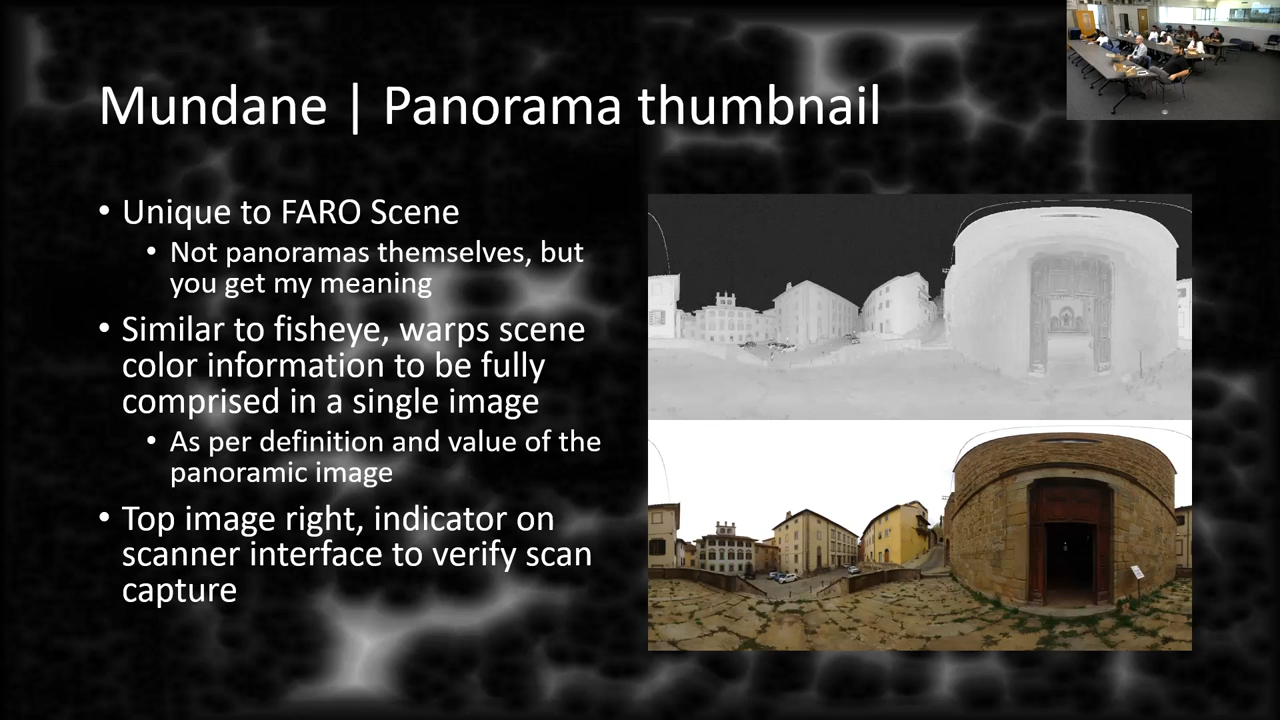 Mundane | Panorama thumbnail
• Unique to FARO Scene
• Not panoramas themselves, but
you get my meaning
• Similar to fisheye, warps scene
color information to be fully
comprised in a single image
• As per definition and value of the
panoramic image
• Top image right, indicator on
scanner interface to verify scan
capture